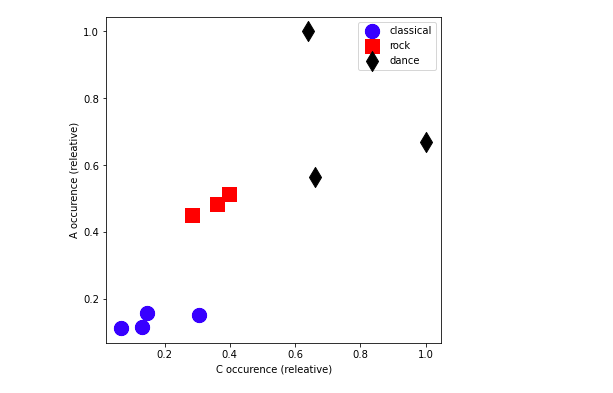 1.0
0.8
0.6
0.4
0.2
A occurence (releative)
classical
rock
dance
0.2 0.4 0.6 0.8 1.0
C occurence (releative)